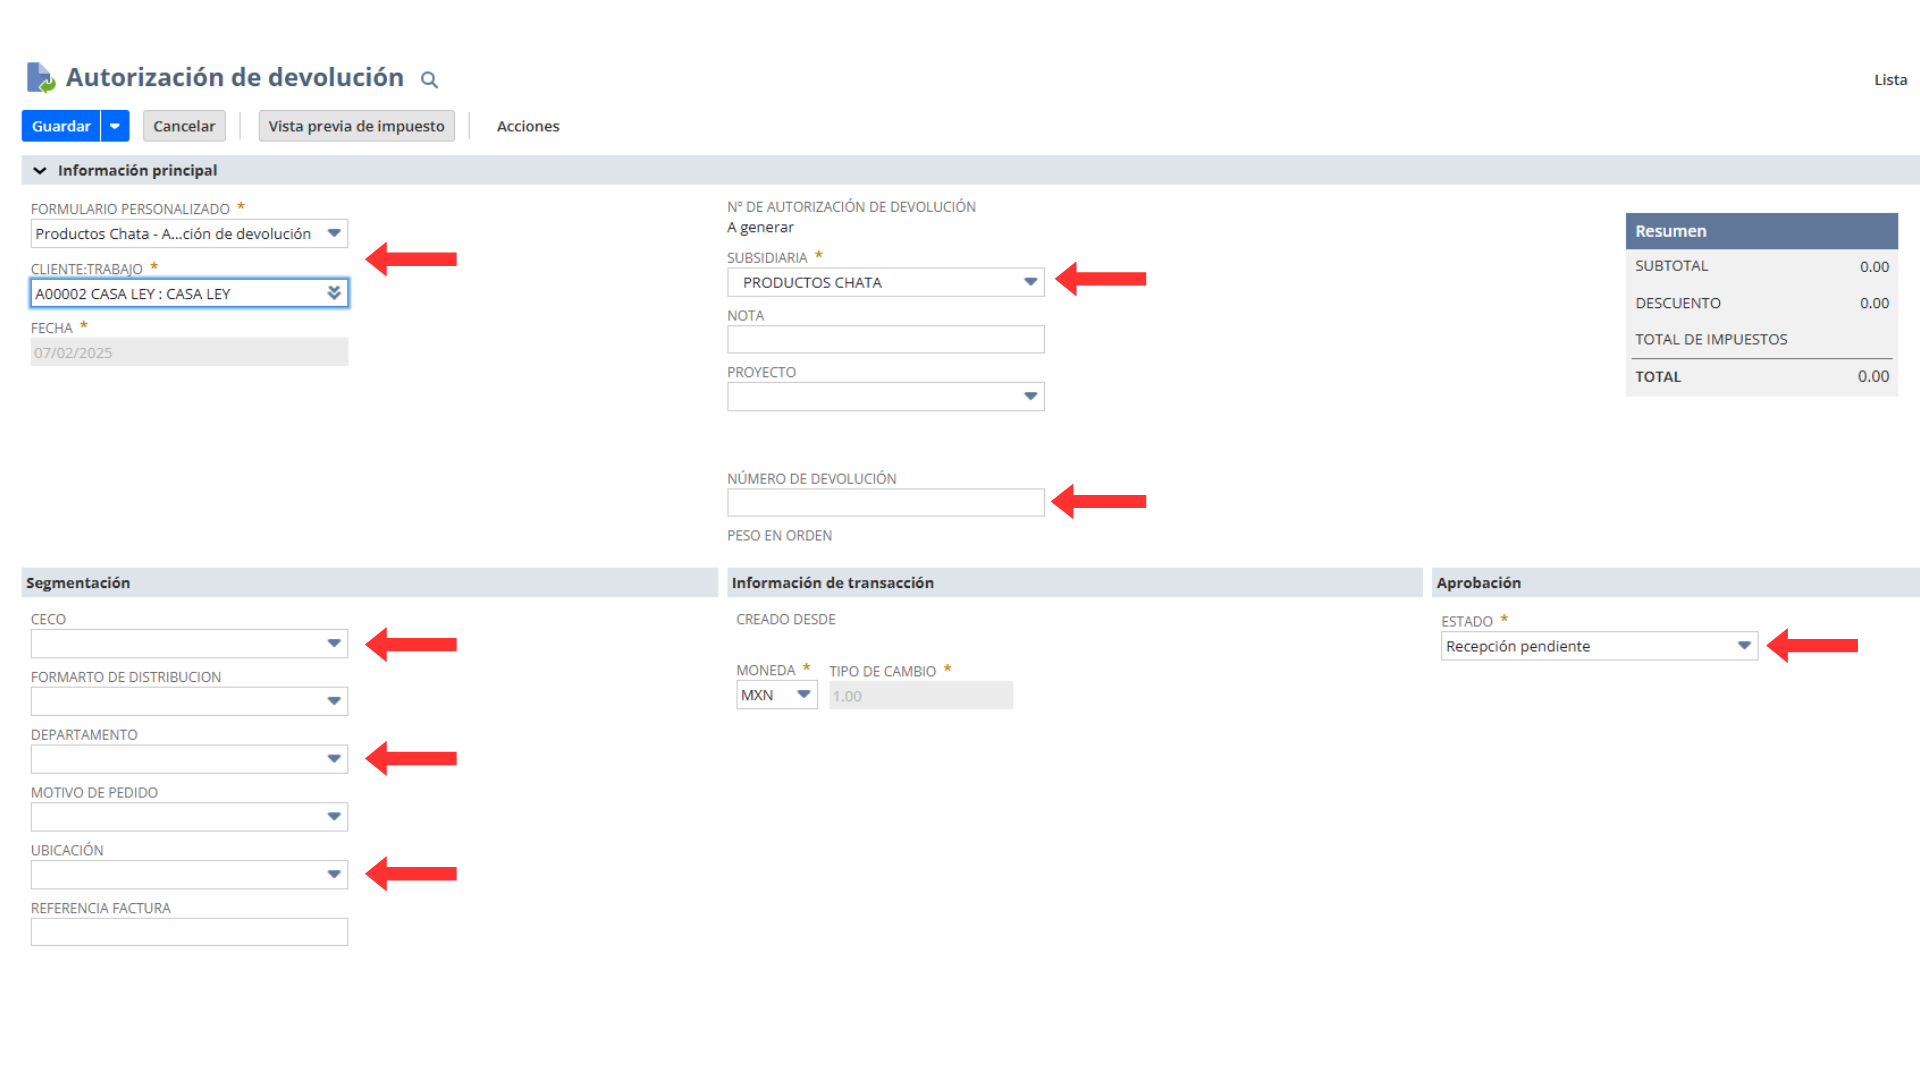 Autorización de devolución
Lista
Guardar
Cancelar
Vista previa de impuesto
Acciones
Información principal
FORMULARIO PERSONALIZADO *
Productos Chata - A...ción de devolución
CLIENTE:TRABAJO *
A00002 CASA LEY : CASA LEY
FECHA *
07/02/2025
Nº DE AUTORIZACIÓN DE DEVOLUCIÓN
A generar
SUBSIDIARIA *
PRODUCTOS CHATA
NOTA
PROYECTO
NÚMERO DE DEVOLUCIÓN
PESO EN ORDEN
Resumen
SUBTOTAL 0.00
DESCUENTO 0.00
TOTAL DE IMPUESTOS
TOTAL 0.00
Segmentación
CECO
FORMARTO DE DISTRIBUCION
DEPARTAMENTO
MOTIVO DE PEDIDO
UBICACIÓN
REFERENCIA FACTURA
Información de transacción
CREADO DESDE
MONEDA * TIPO DE CAMBIO *
MXN 1.00
Aprobación
ESTADO *
Recepción pendiente